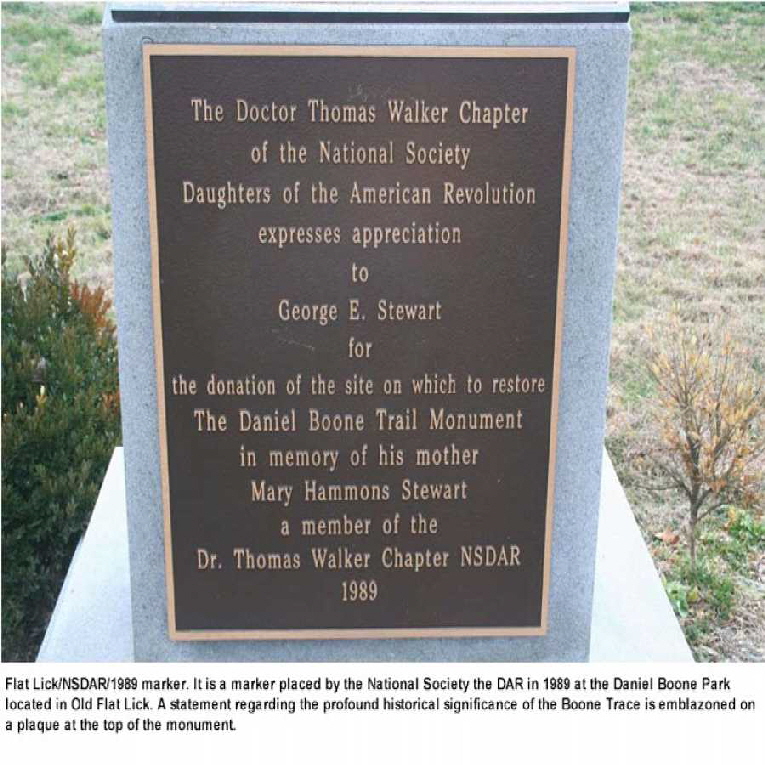 The Doctor Thomas Walker Chapter
of the National Society
Daughters of the American Revolution
expresses appreciation
to
George E. Stewart
for
the donation of the site on which to restore
The Daniel Boone Trail Monument
in memory of his mother
Mary Hammons Stewart
a member of the
Dr. Thomas Walker Chapter NSDAR
1989
Flat Lick/NSDAR/1989 marker. It is a marker placed by the National Society the DAR in 1989 at the Daniel Boone Park
located in Old Flat Lick. A statement regarding the profound historical significance of the Boone Trace is emblazoned on
a plaque at the top of the monument.